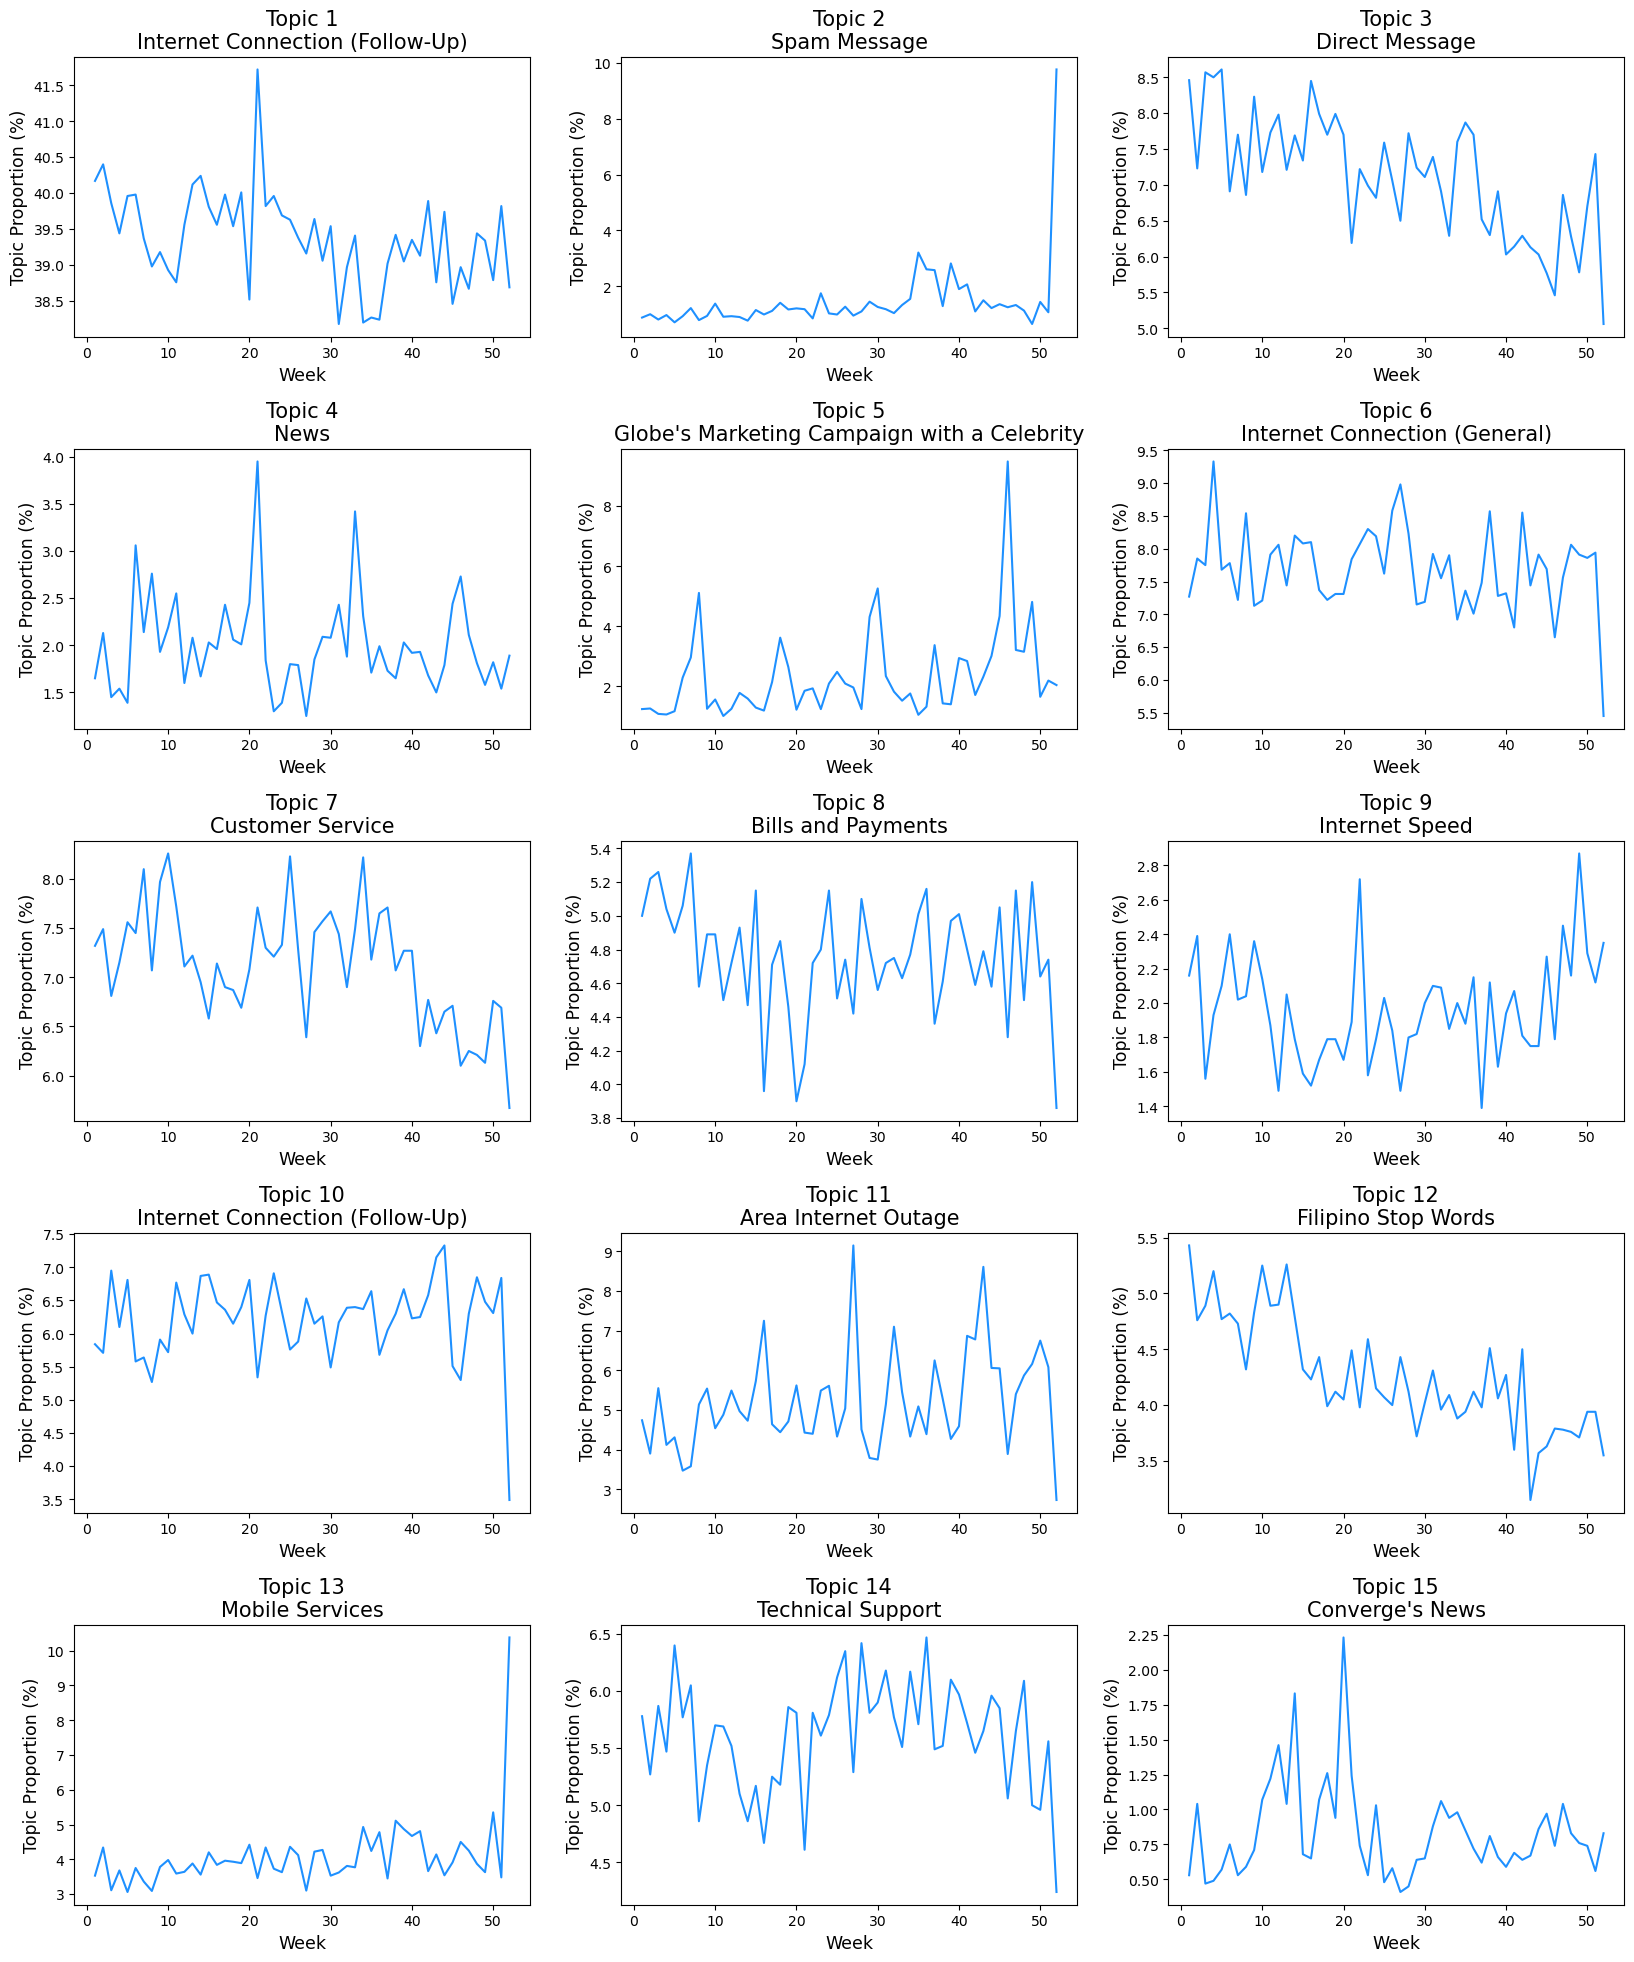 Topic 1
Internet Connection (Follow-Up)
Topic Proportion (%)
41.5
41.0
40.5
40.0
39.5
39.0
38.5
0 10 20 30 40 50
Week
Topic 2
Spam Message
Topic Proportion (%)
10
8
6
4
2
0 10 20 30 40 50
Week
Topic 3
Direct Message
Topic Proportion (%)
8.5
8.0
7.5
7.0
6.5
6.0
5.5
5.0
0 10 20 30 40 50
Week
Topic 4
News
Topic Proportion (%)
4.0
3.5
3.0
2.5
2.0
1.5
0 10 20 30 40 50
Week
Topic 5
Globe's Marketing Campaign with a Celebrity
Topic Proportion (%)
8
6
4
2
0 10 20 30 40 50
Week
Topic 6
Internet Connection (General)
Topic Proportion (%)
9.5
9.0
8.5
8.0
7.5
7.0
6.5
6.0
5.5
0 10 20 30 40 50
Week
Topic 7
Customer Service
Topic Proportion (%)
8.0
7.5
7.0
6.5
6.0
0 10 20 30 40 50
Week
Topic 8
Bills and Payments
Topic Proportion (%)
5.4
5.2
5.0
4.8
4.6
4.4
4.2
4.0
3.8
0 10 20 30 40 50
Week
Topic 9
Internet Speed
Topic Proportion (%)
2.8
2.6
2.4
2.2
2.0
1.8
1.6
1.4
0 10 20 30 40 50
Week
Topic 10
Internet Connection (Follow-Up)
Topic Proportion (%)
7.5
7.0
6.5
6.0
5.5
5.0
4.5
4.0
3.5
0 10 20 30 40 50
Week
Topic 11
Area Internet Outage
Topic Proportion (%)
9
8
7
6
5
4
3
0 10 20 30 40 50
Week
Topic 12
Filipino Stop Words
Topic Proportion (%)
5.5
5.0
4.5
4.0
3.5
0 10 20 30 40 50
Week
Topic 13
Mobile Services
Topic Proportion (%)
10
9
8
7
6
5
4
3
0 10 20 30 40 50
Week
Topic 14
Technical Support
Topic Proportion (%)
6.5
6.0
5.5
5.0
4.5
0 10 20 30 40 50
Week
Topic 15
Converge's News
Topic Proportion (%)
2.25
2.00
1.75
1.50
1.25
1.00
0.75
0.50
0 10 20 30 40 50
Week